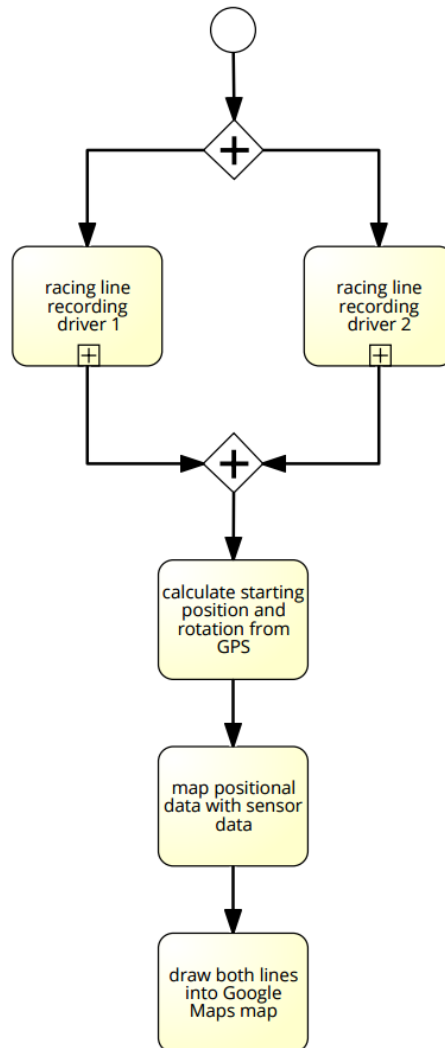 racing line
recording
driver 1
racing line
recording
driver 2
calculate starting
position and
rotation from
GPS
map positional
data with sensor
data
draw both lines
into Google
Maps map